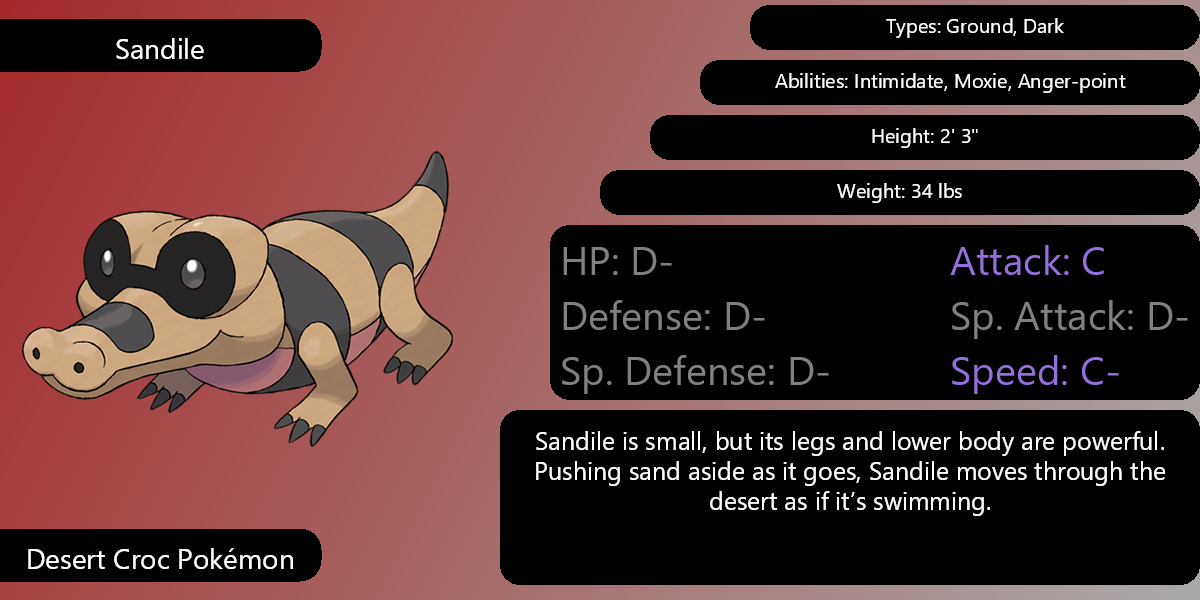 Sandile
Types: Ground, Dark
Abilities: Intimidate, Moxie, Anger-point
Height: 2' 3"
Weight: 34 lbs
HP: D-
Attack: C
Defense: D-
Sp. Attack: D-
Sp. Defense: D-
Speed: C-
Sandile is small, but its legs and lower body are powerful.
Pushing sand aside as it goes, Sandile moves through the
desert as if it’s swimming.
Desert Croc Pokémon